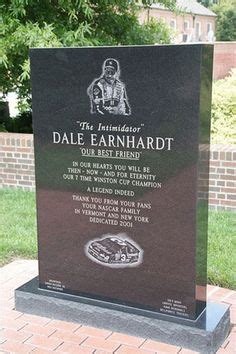 "The Intimidator"
DALE EARNHARDT
"OUR BEST FRIEND"
IN OUR HEARTS YOU WILL BE
THEN - NOW - AND FOR ETERNITY
OUR 7 TIME WINSTON CUP CHAMPION
A LEGEND INDEED
THANK YOU FROM YOUR FANS
YOUR NASCAR FAMILY
IN VERMONT AND NEW YORK
DEDICATED 2001
3